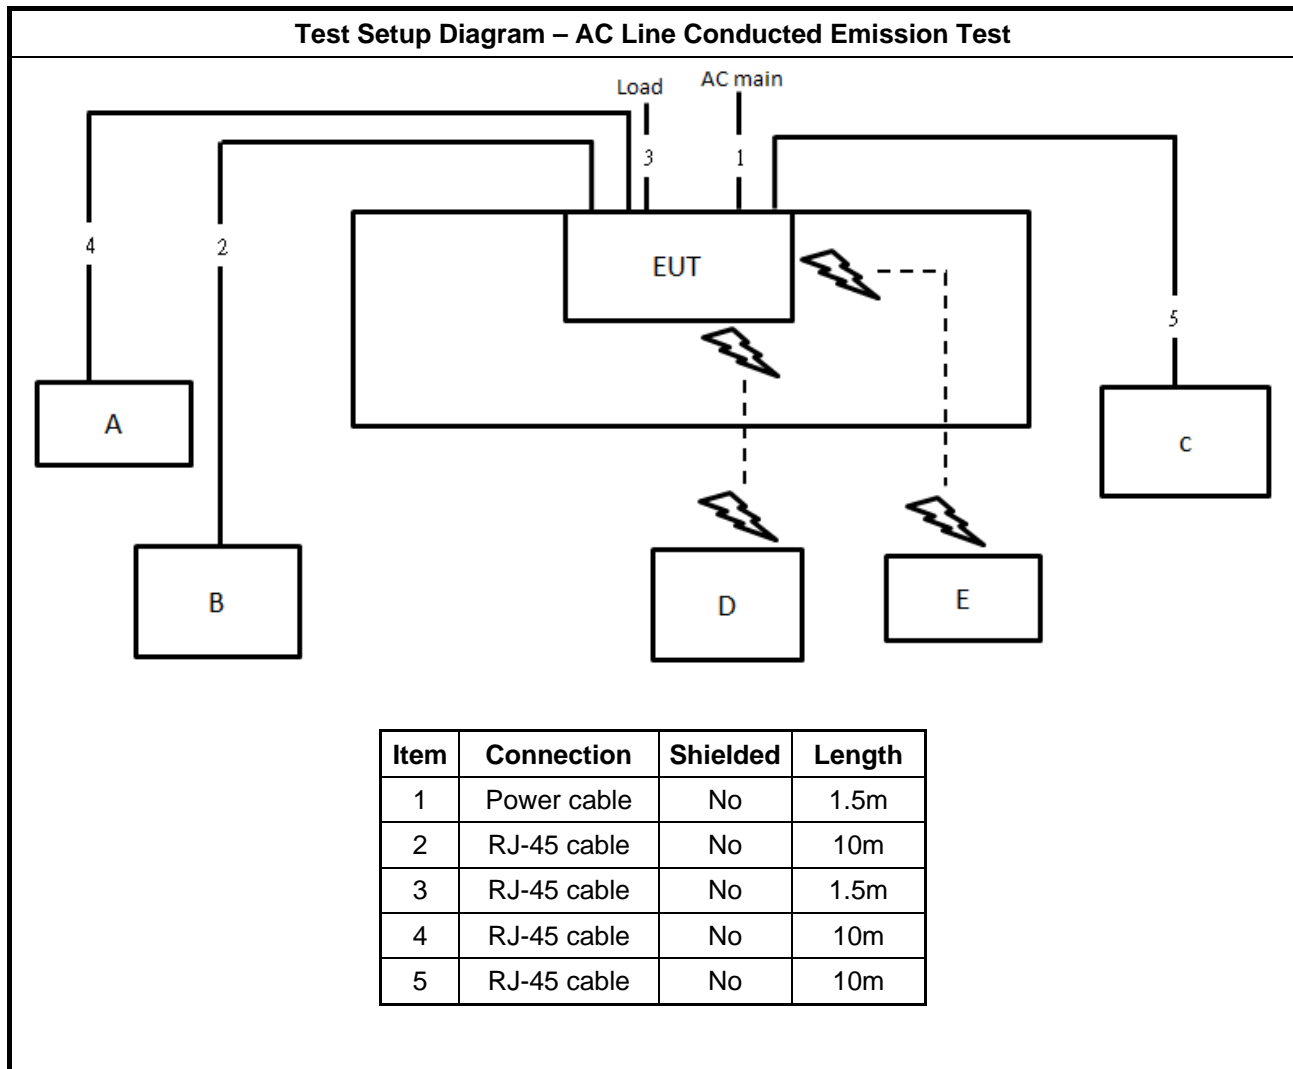 Test Setup Diagram – AC Line Conducted Emission Test
Load
AC main
3
1
4
2
EUT
5
A
c
B
D
E
Item Connection Shielded Length
1 Power cable No 1.5m
2 RJ-45 cable No 10m
3 RJ-45 cable No 1.5m
4 RJ-45 cable No 10m
5 RJ-45 cable No 10m